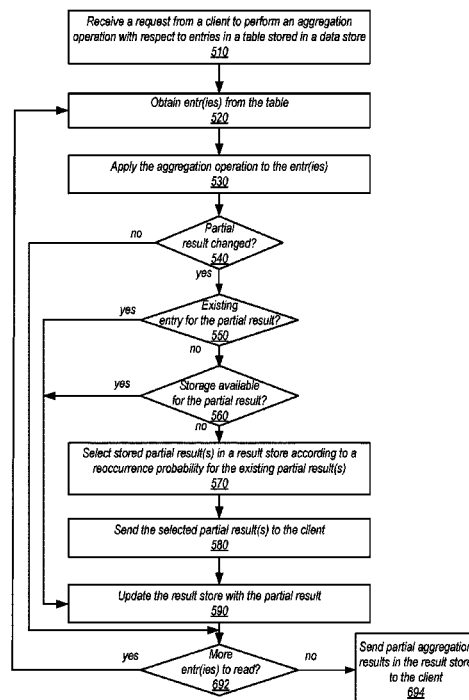 Receive a request from a client to perform an aggregation
operation with respect to entries in a table stored in a data store
510
Obtain entr(ies) from the table
520
Apply the aggregation operation to the entr(ies)
530
no
Partial
result changed?
540
yes
yes
Existing
entry for the partial result?
550
no
yes
Storage available
for the partial result?
560
no
Select stored partial result(s) in a result store according to a
reoccurrence probability for the existing partial result(s)
570
Send the selected partial result(s) to the client
580
Update the result store with the partial result
590
yes
More
entr(ies) to read?
692
no
Send partial aggregation
results in the result store
to the client
694